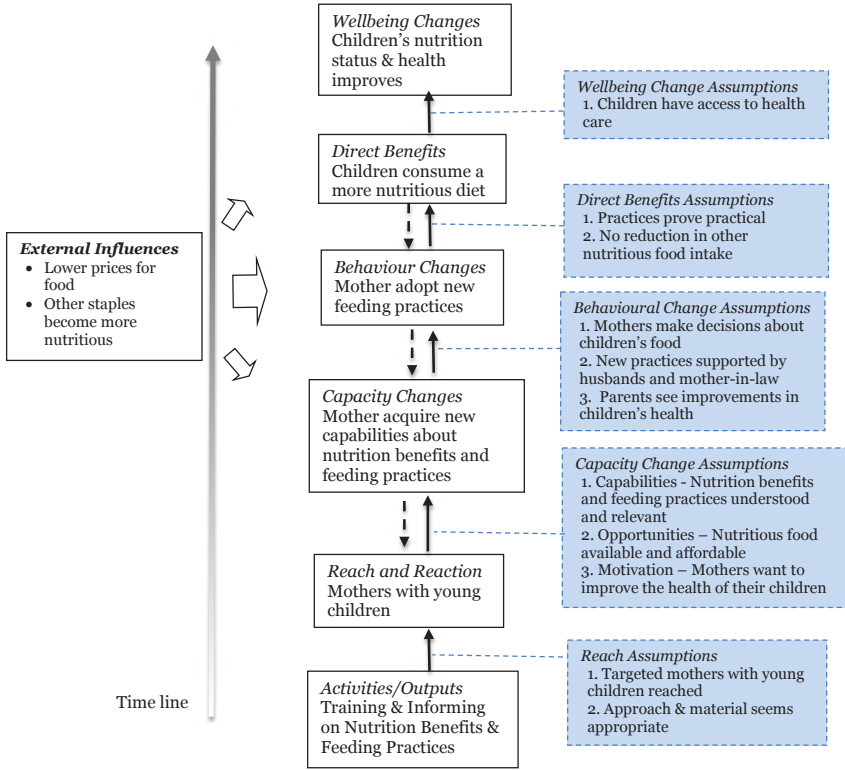 Wellbeing Changes
Children's nutrition
status & health
improves
Wellbeing Change Assumptions
1. Children have access to health
care
Direct Benefits
Children consume a
more nutritious diet
Direct Benefits Assumptions
1. Practices prove practical
2. No reduction in other
nutritious food intake
External Influences
• Lower prices for
food
• Other staples
become more
nutritious
Behaviour Changes
Mother adopt new
feeding practices
Behavioural Change Assumptions
1. Mothers make decisions about
children's food
2. New practices supported by
husbands and mother-in-law
3. Parents see improvements in
children's health
Capacity Changes
Mother acquire new
capabilities about
nutrition benefits and
feeding practices
Capacity Change Assumptions
1. Capabilities - Nutrition benefits
and feeding practices understood
and relevant
2. Opportunities – Nutritious food
available and affordable
3. Motivation – Mothers want to
improve the health of their children
Reach and Reaction
Mothers with young
children
Reach Assumptions
1. Targeted mothers with young
children reached
2. Approach & material seems
appropriate
Activities/Outputs
Training & Informing
on Nutrition Benefits &
Feeding Practices
Time line